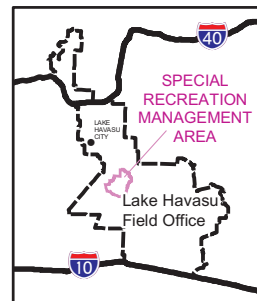 40
SPECIAL
RECREATION
MANAGEMENT
AREA
LAKE
HAVASU
CITY
Lake Havasu
Field Office
10